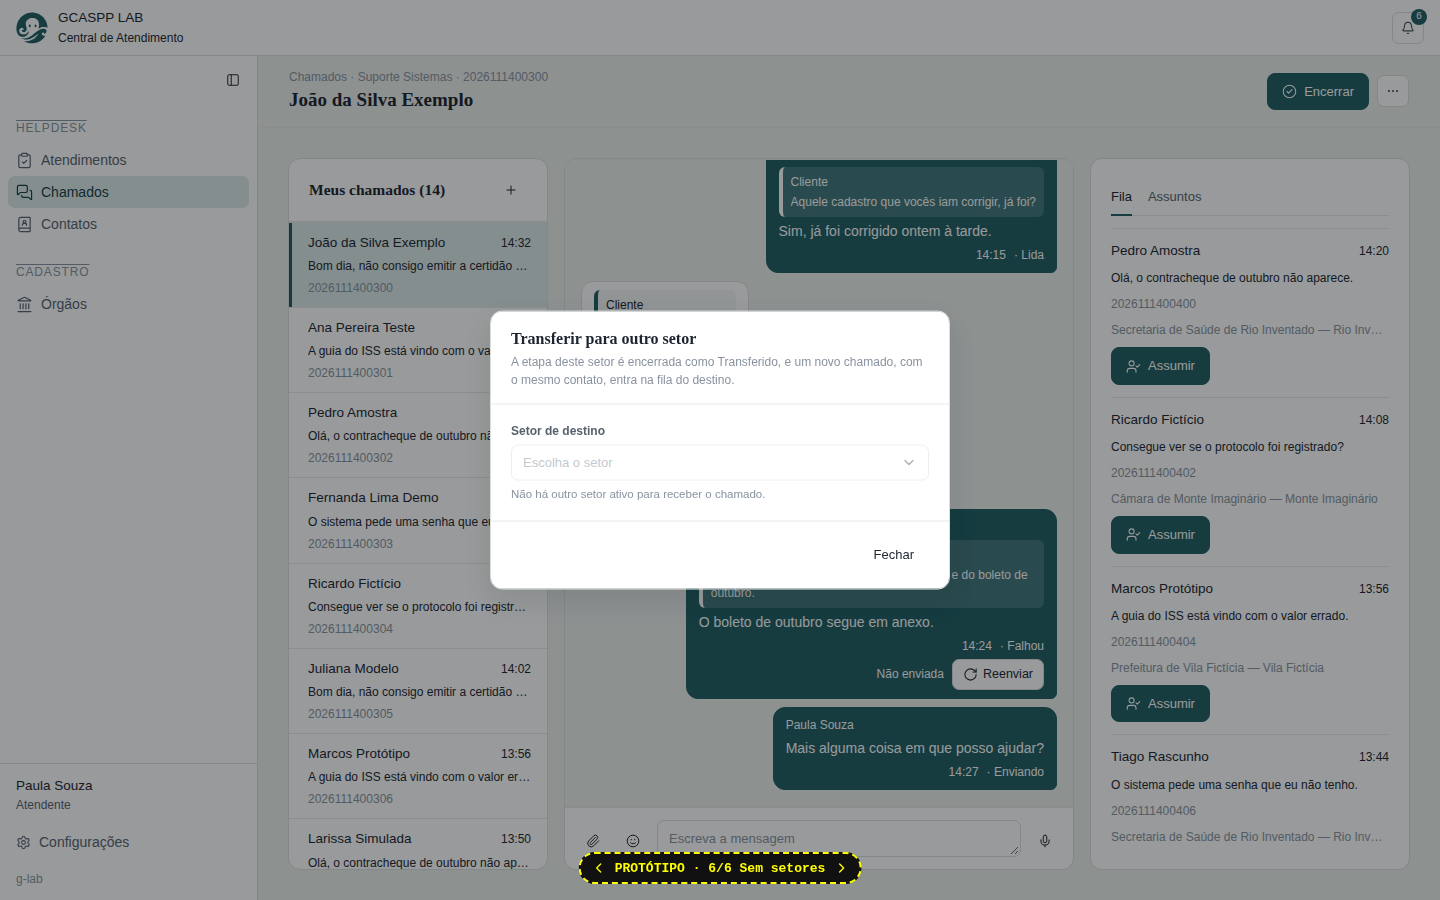 GCASPP LAB
Central de Atendimento
6
HELPDESK
Atendimentos
Chamados
Contatos
CADASTRO
Órgãos
Paula Souza
Atendente
Configurações
g-lab
Chamados · Suporte Sistemas · 2026111400300
João da Silva Exemplo
Encerrar
Meus chamados (14)
João da Silva Exemplo 14:32
Bom dia, não consigo emitir a certidão …
2026111400300
Ana Pereira Teste
A guia do ISS está vindo com o va
2026111400301
Pedro Amostra
Olá, o contracheque de outubro nã
2026111400302
Fernanda Lima Demo
O sistema pede uma senha que eu
2026111400303
Ricardo Fictício
Consegue ver se o protocolo foi registr…
2026111400304
Juliana Modelo 14:02
Bom dia, não consigo emitir a certidão …
2026111400305
Marcos Protótipo 13:56
A guia do ISS está vindo com o valor er…
2026111400306
Larissa Simulada 13:50
Olá, o contracheque de outubro não ap…
Cliente
Aquele cadastro que vocês iam corrigir, já foi?
Sim, já foi corrigido ontem à tarde.
14:15 · Lida
Cliente
Transferir para outro setor
A etapa deste setor é encerrada como Transferido, e um novo chamado, com
o mesmo contato, entra na fila do destino.
Setor de destino
Escolha o setor
Não há outro setor ativo para receber o chamado.
Fechar
e do boleto de
outubro.
O boleto de outubro segue em anexo.
14:24 · Falhou
Não enviada Reenviar
Paula Souza
Mais alguma coisa em que posso ajudar?
14:27 · Enviando
Escreva a mensagem
PROTÓTIPO · 6/6 Sem setores
Fila Assuntos
Pedro Amostra 14:20
Olá, o contracheque de outubro não aparece.
2026111400400
Secretaria de Saúde de Rio Inventado — Rio Inv…
Assumir
Ricardo Fictício 14:08
Consegue ver se o protocolo foi registrado?
2026111400402
Câmara de Monte Imaginário — Monte Imaginário
Assumir
Marcos Protótipo 13:56
A guia do ISS está vindo com o valor errado.
2026111400404
Prefeitura de Vila Fictícia — Vila Fictícia
Assumir
Tiago Rascunho 13:44
O sistema pede uma senha que eu não tenho.
2026111400406
Secretaria de Saúde de Rio Inventado — Rio Inv…